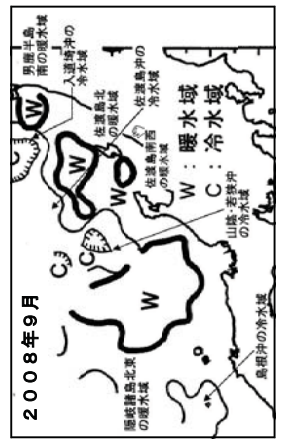 2008年9月
男鹿半島
南の暖水域
入道埼沖の
冷水域
佐渡島北
の暖水域
佐渡島沖の
冷水域
佐渡島南西
の暖水域
W：暖水域
C：冷水域
山陰・若狭沖
の冷水域
隠岐諸島北東
の暖水域
島根沖の冷水域
W
C
W
W
C
C
W